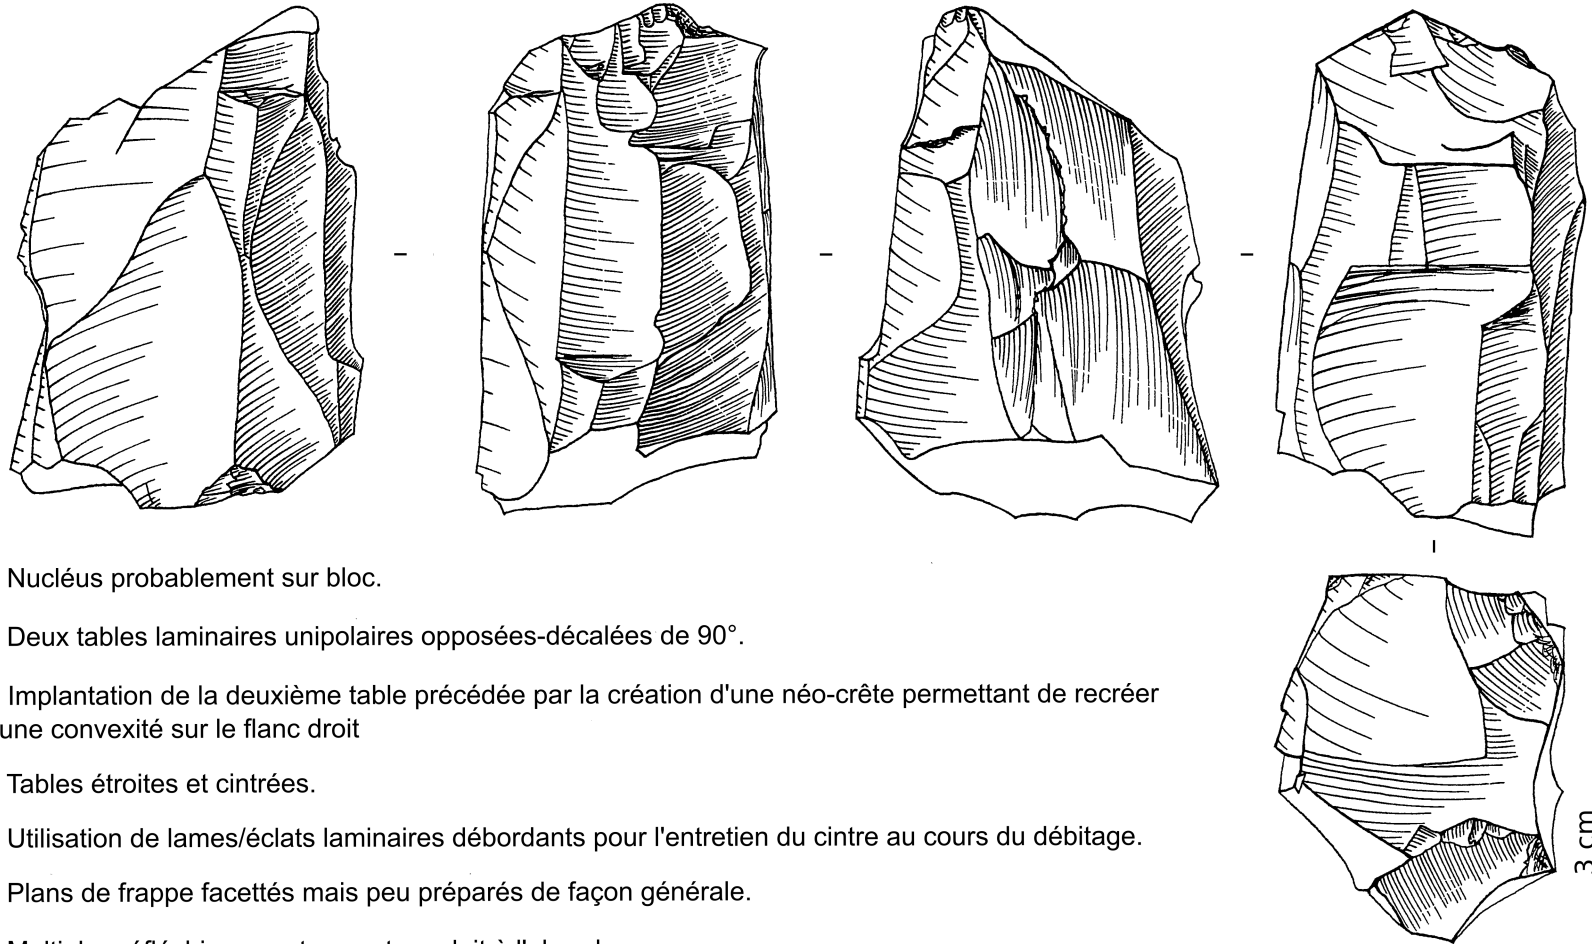 Nucléus probablement sur bloc.
Deux tables laminaires unipolaires opposées-décalées de 90°.
Implantation de la deuxième table précédée par la création d'une néo-crête permettant de recréer
une convexité sur le flanc droit
Tables étroites et cintrées.
Utilisation de lames/éclats laminaires débordants pour l'entretien du cintre au cours du débitage.
Plans de frappe facettés mais peu préparés de façon générale.
3 cm